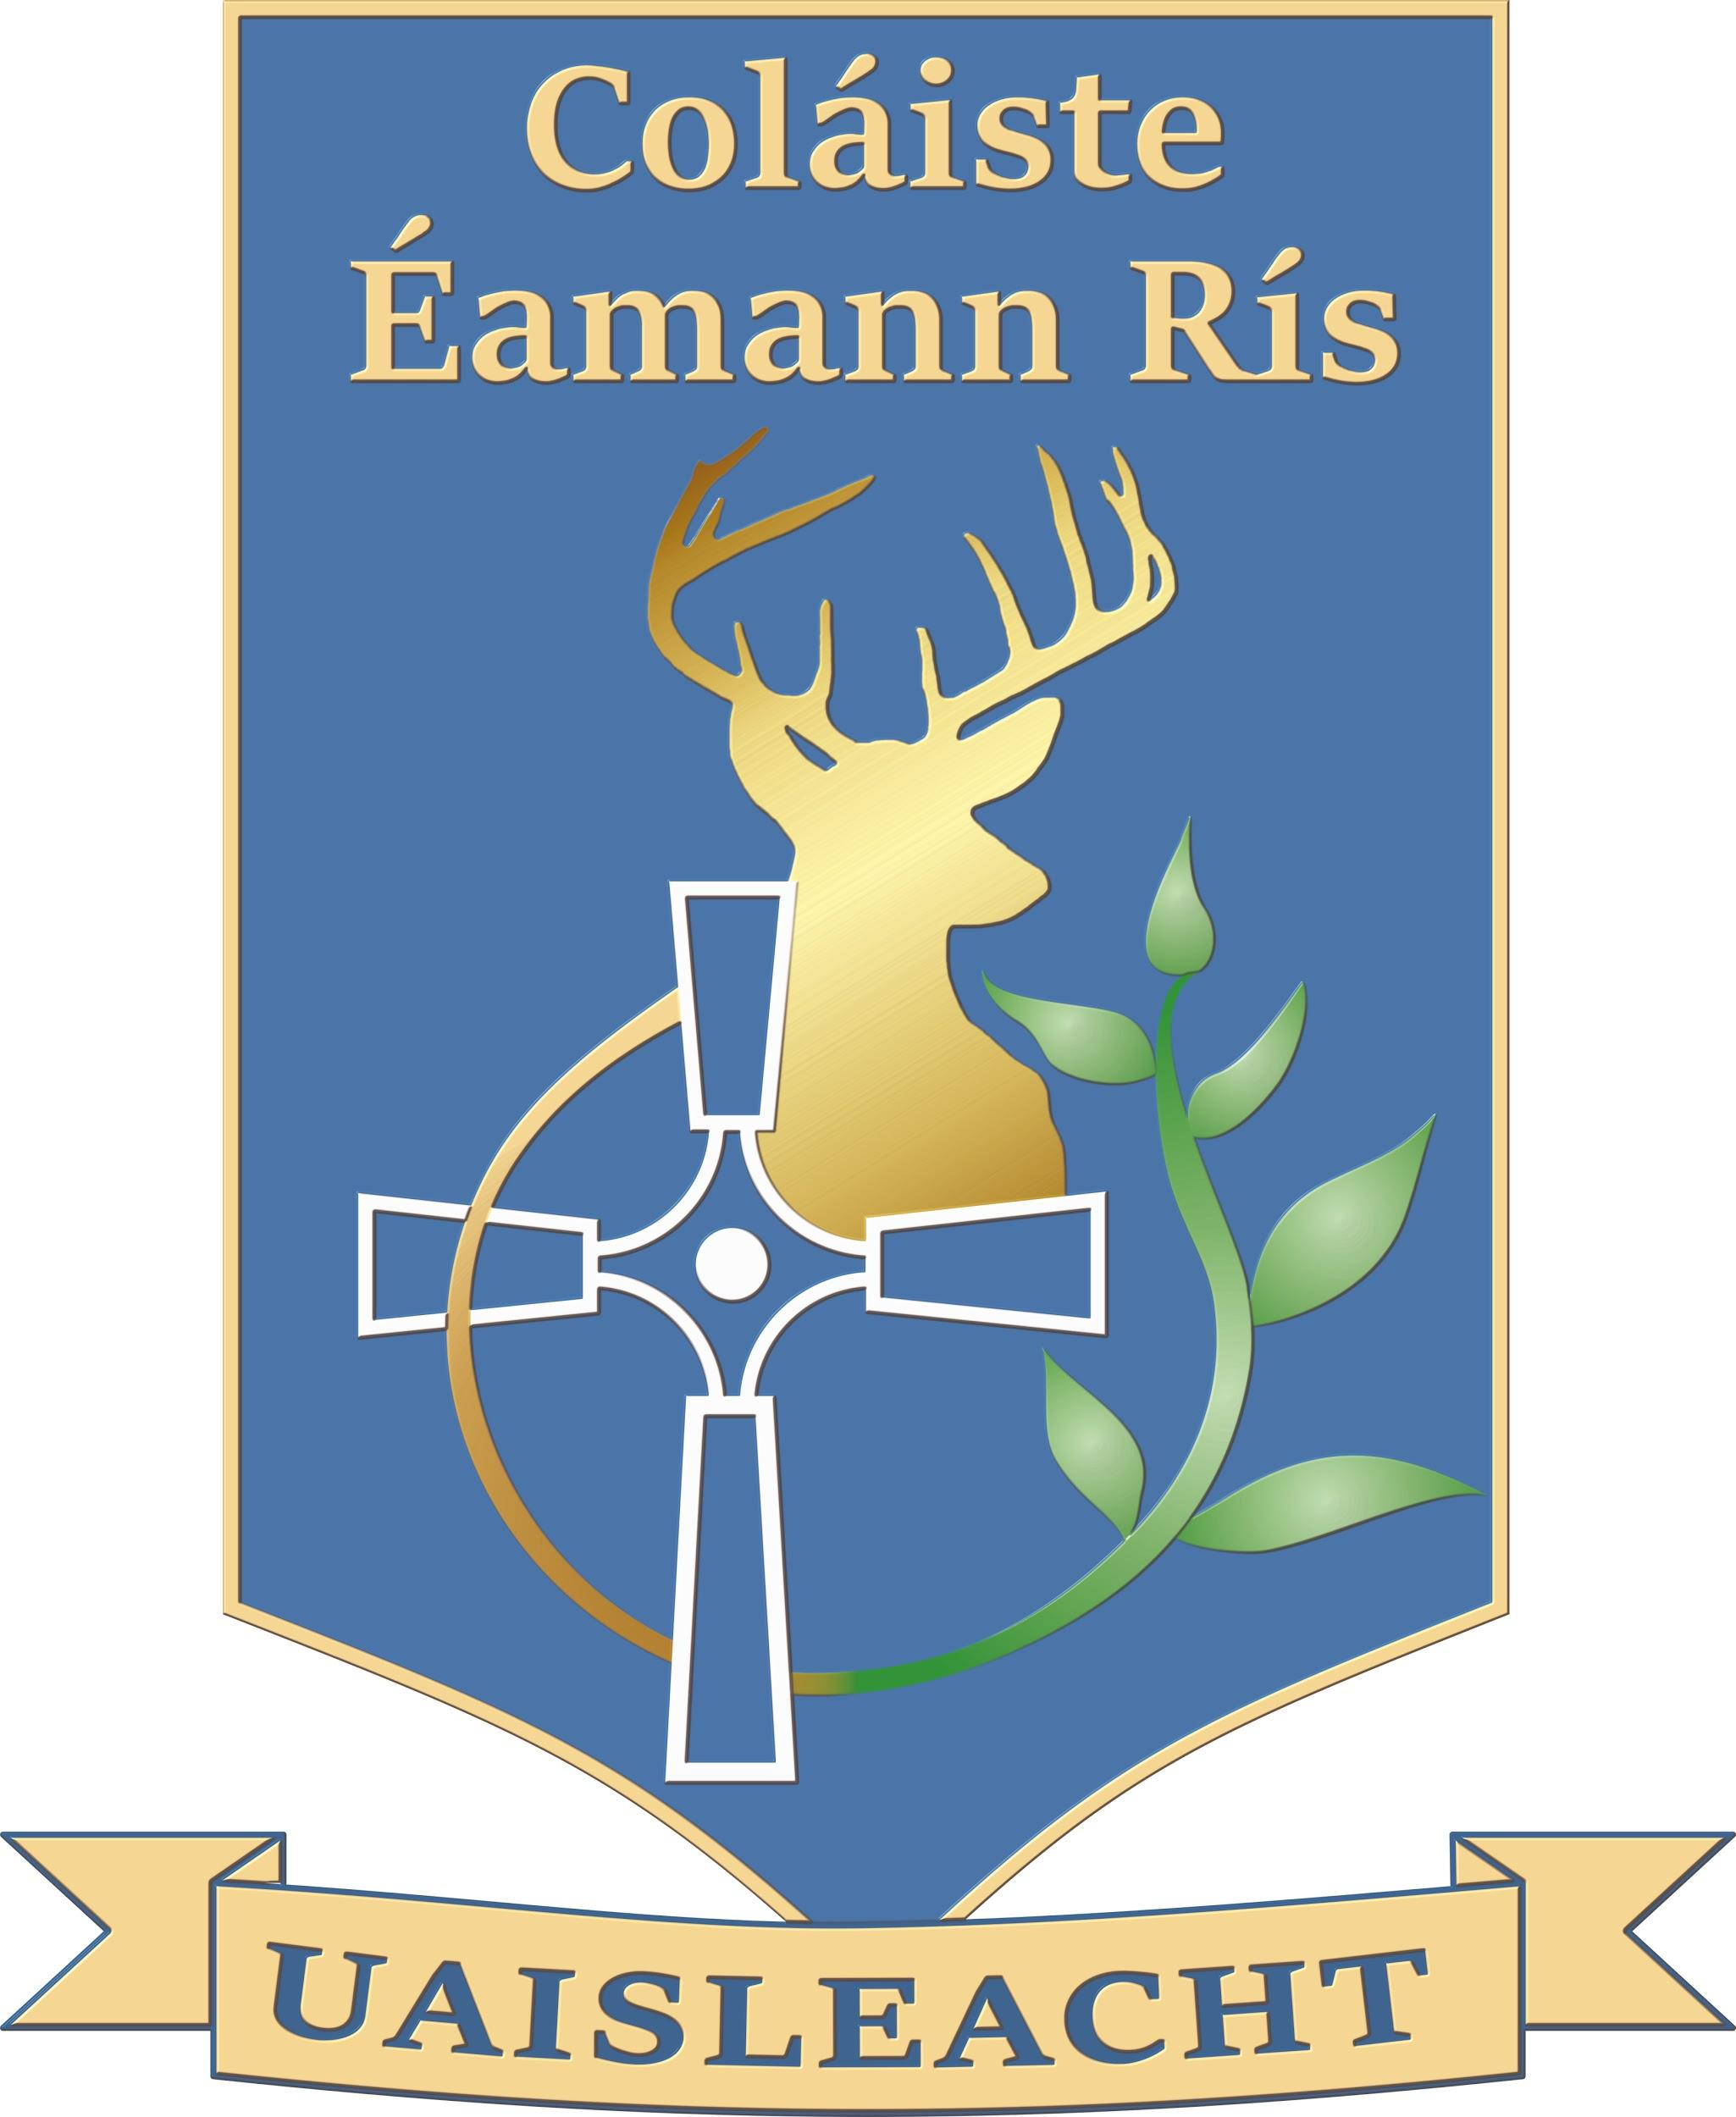 Coláiste
Éamann Rís
UAISLEACHT